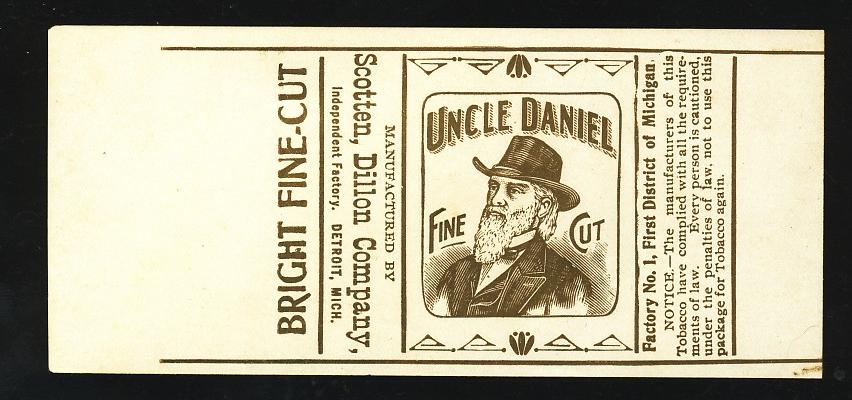 BRIGHT FINE-CUT
MANUFACTURED BY
Scotten, Dillon Company,
Independent Factory. DETROIT, MICH.
UNCLE DANIEL
FINE CUT
Factory No. 1, First District of Michigan.
NOTICE.—The manufacturers of this
Tobacco have complied with all the require-
ments of law. Every person is cautioned,
under the penalties of law, not to use this
package for Tobacco again.